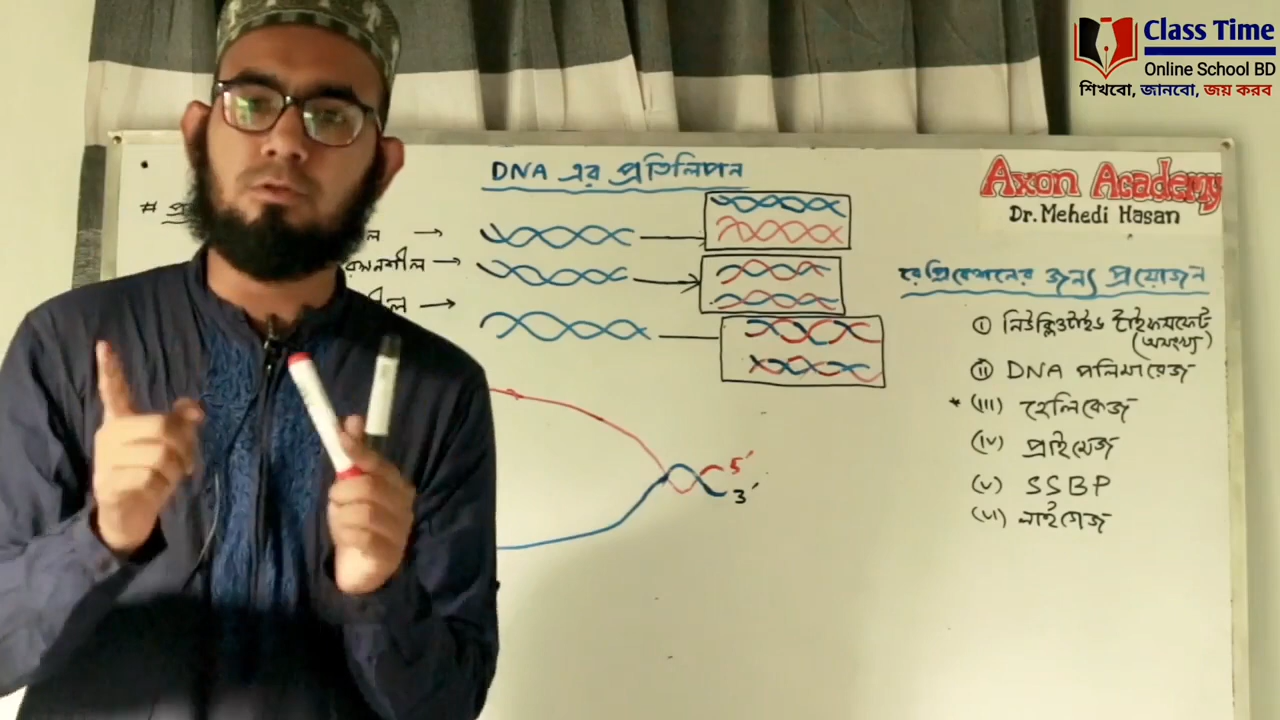 Class Time
Online School BD
শিখবো, জানবো, জয় করব
DNA এর প্রতিলিপন
Axon Academy
Dr. Mehedi Hasan
#
রেপ্লিকেশনের জন্য প্রয়োজন
(i) নিউক্লিওটাইড ট্রাইফসফেট
(অসংখ্য)
(ii) DNA পলিমারেজ
* (iii) হেলিকেজ
(iv) প্রাইমেজ
(v) SSBP
(vi) লাইগেজ
5′
3′